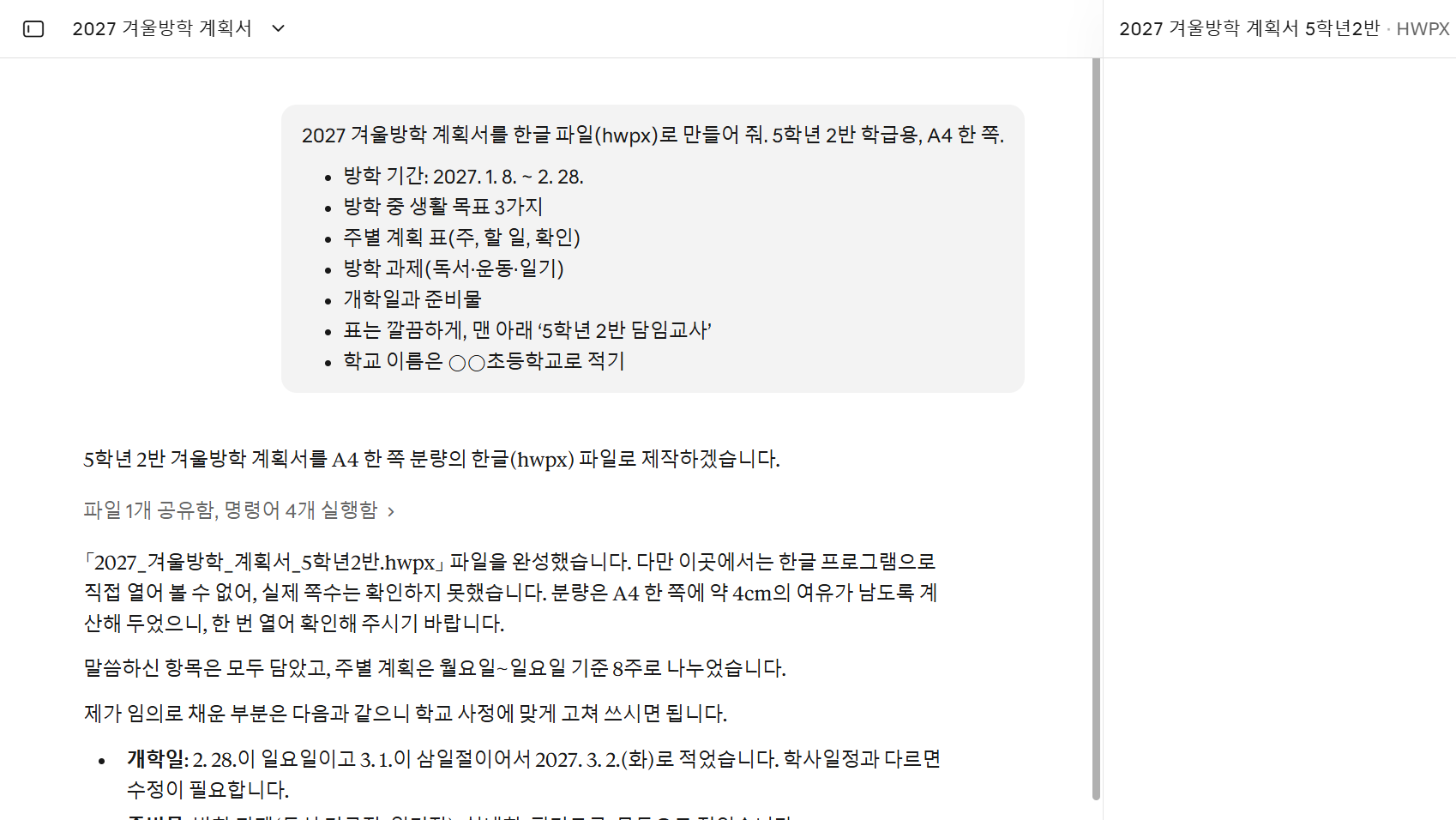 2027 겨울방학 계획서
2027 겨울방학 계획서 5학년2반 · HWPX
2027 겨울방학 계획서를 한글 파일(hwpx)로 만들어 줘. 5학년 2반 학급용, A4 한 쪽.
• 방학 기간: 2027. 1. 8. ~ 2. 28.
• 방학 중 생활 목표 3가지
• 주별 계획 표(주, 할 일, 확인)
• 방학 과제(독서·운동·일기)
• 개학일과 준비물
• 표는 깔끔하게, 맨 아래 ‘5학년 2반 담임교사’
• 학교 이름은 ○○초등학교로 적기
5학년 2반 겨울방학 계획서를 A4 한 쪽 분량의 한글(hwpx) 파일로 제작하겠습니다.
파일 1개 공유함, 명령어 4개 실행함 ›
「2027_겨울방학_계획서_5학년2반.hwpx」 파일을 완성했습니다. 다만 이곳에서는 한글 프로그램으로
직접 열어 볼 수 없어, 실제 쪽수는 확인하지 못했습니다. 분량은 A4 한 쪽에 약 4cm의 여유가 남도록 계
산해 두었으니, 한 번 열어 확인해 주시기 바랍니다.
말씀하신 항목은 모두 담았고, 주별 계획은 월요일~일요일 기준 8주로 나누었습니다.
제가 임의로 채운 부분은 다음과 같으니 학교 사정에 맞게 고쳐 쓰시면 됩니다.
• 개학일: 2. 28.이 일요일이고 3. 1.이 삼일절이어서 2027. 3. 2.(화)로 적었습니다. 학사일정과 다르면
수정이 필요합니다.